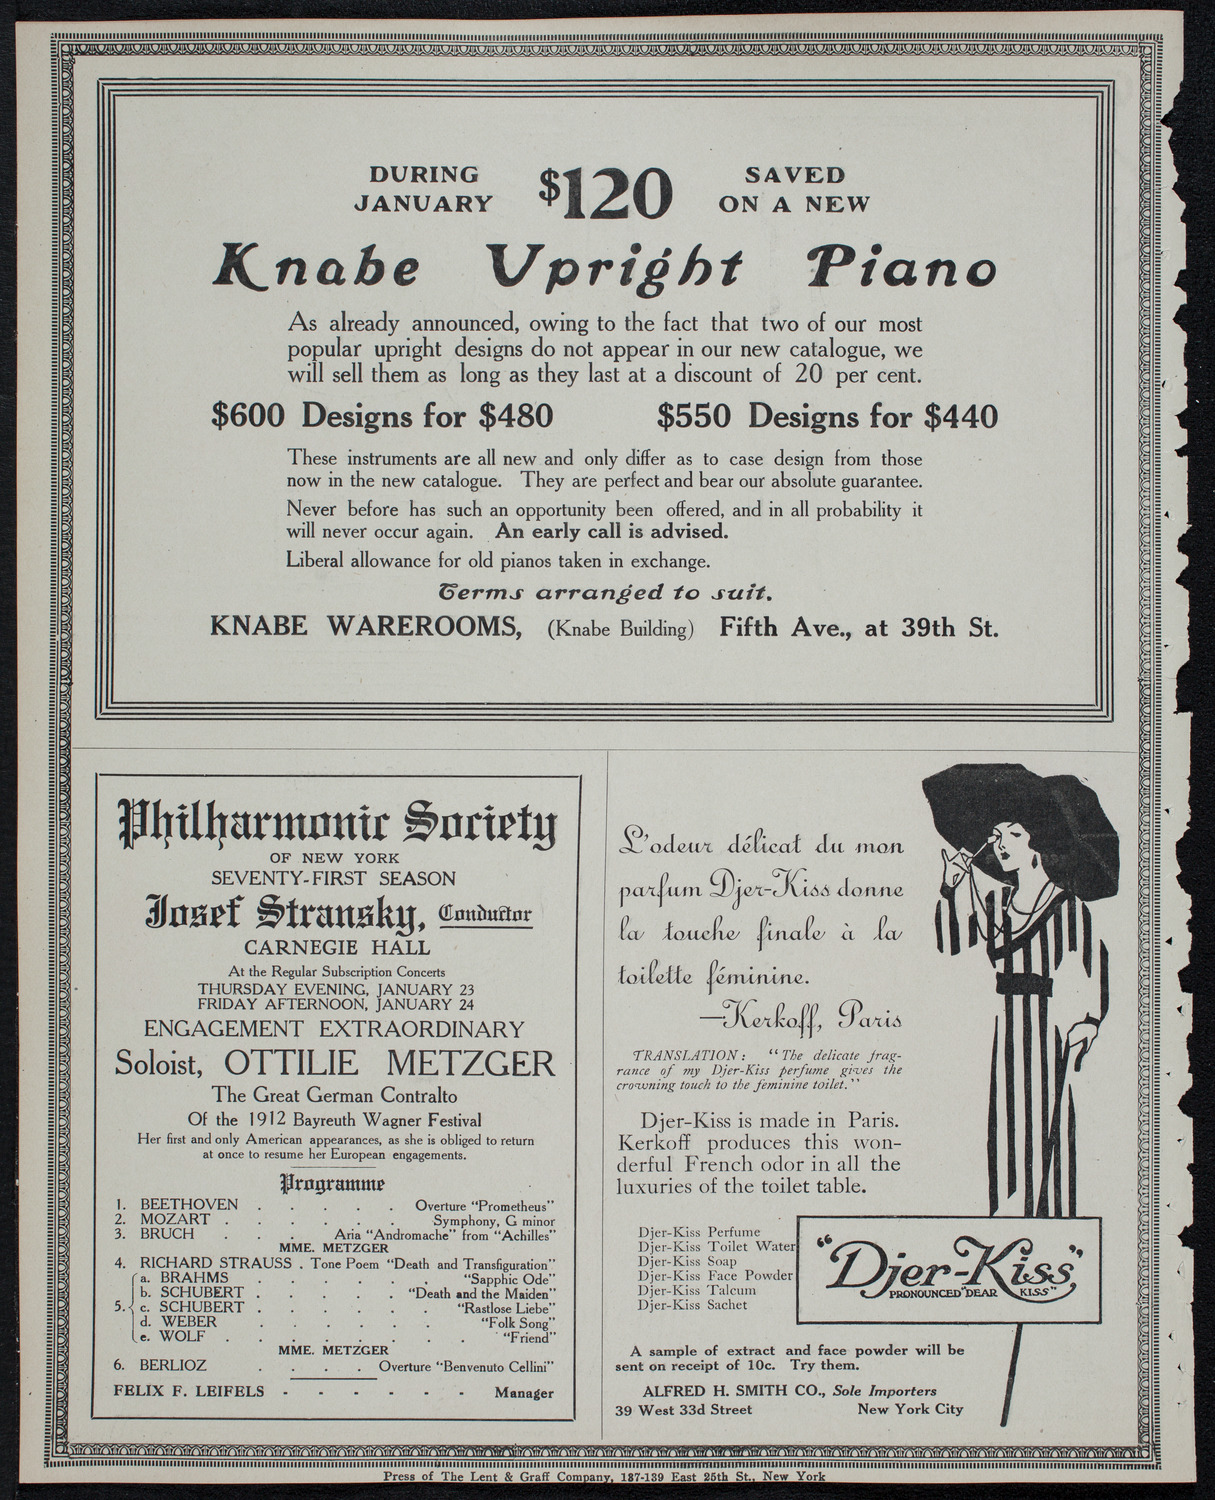 DURING
JANUARY
$120
SAVED
ON A NEW
Knabe Upright Piano
As already announced, owing to the fact that two of our most
popular upright designs do not appear in our new catalogue, we
will sell them as long as they last at a discount of 20 per cent.
$600 Designs for $480 $550 Designs for $440
These instruments are all new and only differ as to case design from those
now in the new catalogue. They are perfect and bear our absolute guarantee.
Never before has such an opportunity been offered, and in all probability it
will never occur again. An early call is advised.
Liberal allowance for old pianos taken in exchange.
Terms arranged to suit.
KNABE WAREROOMS, (Knabe Building) Fifth Ave., at 39th St.
Philharmonic Society
OF NEW YORK
SEVENTY-FIRST SEASON
Josef Stransky, Conductor
CARNEGIE HALL
At the Regular Subscription Concerts
THURSDAY EVENING, JANUARY 23
FRIDAY AFTERNOON, JANUARY 24
ENGAGEMENT EXTRAORDINARY
Soloist, OTTILIE METZGER
The Great German Contralto
Of the 1912 Bayreuth Wagner Festival
Her first and only American appearances, as she is obliged to return
at once to resume her European engagements.
Programme
1. BEETHOVEN . . . . . Overture "Prometheus"
2. MOZART . . . . . . Symphony, G minor
3. BRUCH . . . Aria "Andromache" from "Achilles"
MME. METZGER
4. RICHARD STRAUSS . Tone Poem "Death and Transfiguration"
5. a. BRAHMS . . . . . . "Sapphic Ode"
b. SCHUBERT . . . . "Death and the Maiden"
c. SCHUBERT . . . . . "Rastlose Liebe"
d. WEBER . . . . . . "Folk Song"
e. WOLF . . . . . . . . "Friend"
MME. METZGER
6. BERLIOZ . . . . Overture "Benvenuto Cellini"
FELIX F. LEIFELS - - - - - - Manager
L'odeur délicat du mon
parfum Djer-Kiss donne
la touche finale à la
toilette féminine.
—Kerkoff, Paris
TRANSLATION: "The delicate frag-
rance of my Djer-Kiss perfume gives the
crowning touch to the feminine toilet."
Djer-Kiss is made in Paris.
Kerkoff produces this won-
derful French odor in all the
luxuries of the toilet table.
Djer-Kiss Perfume
Djer-Kiss Toilet Water
Djer-Kiss Soap
Djer-Kiss Face Powder
Djer-Kiss Talcum
Djer-Kiss Sachet
"Djer-Kiss"
PRONOUNCED "DEAR KISS"
A sample of extract and face powder will be
sent on receipt of 10c. Try them.
ALFRED H. SMITH CO., Sole Importers
39 West 33d Street New York City
Press of The Lent & Graff Company, 137-139 East 25th St., New York